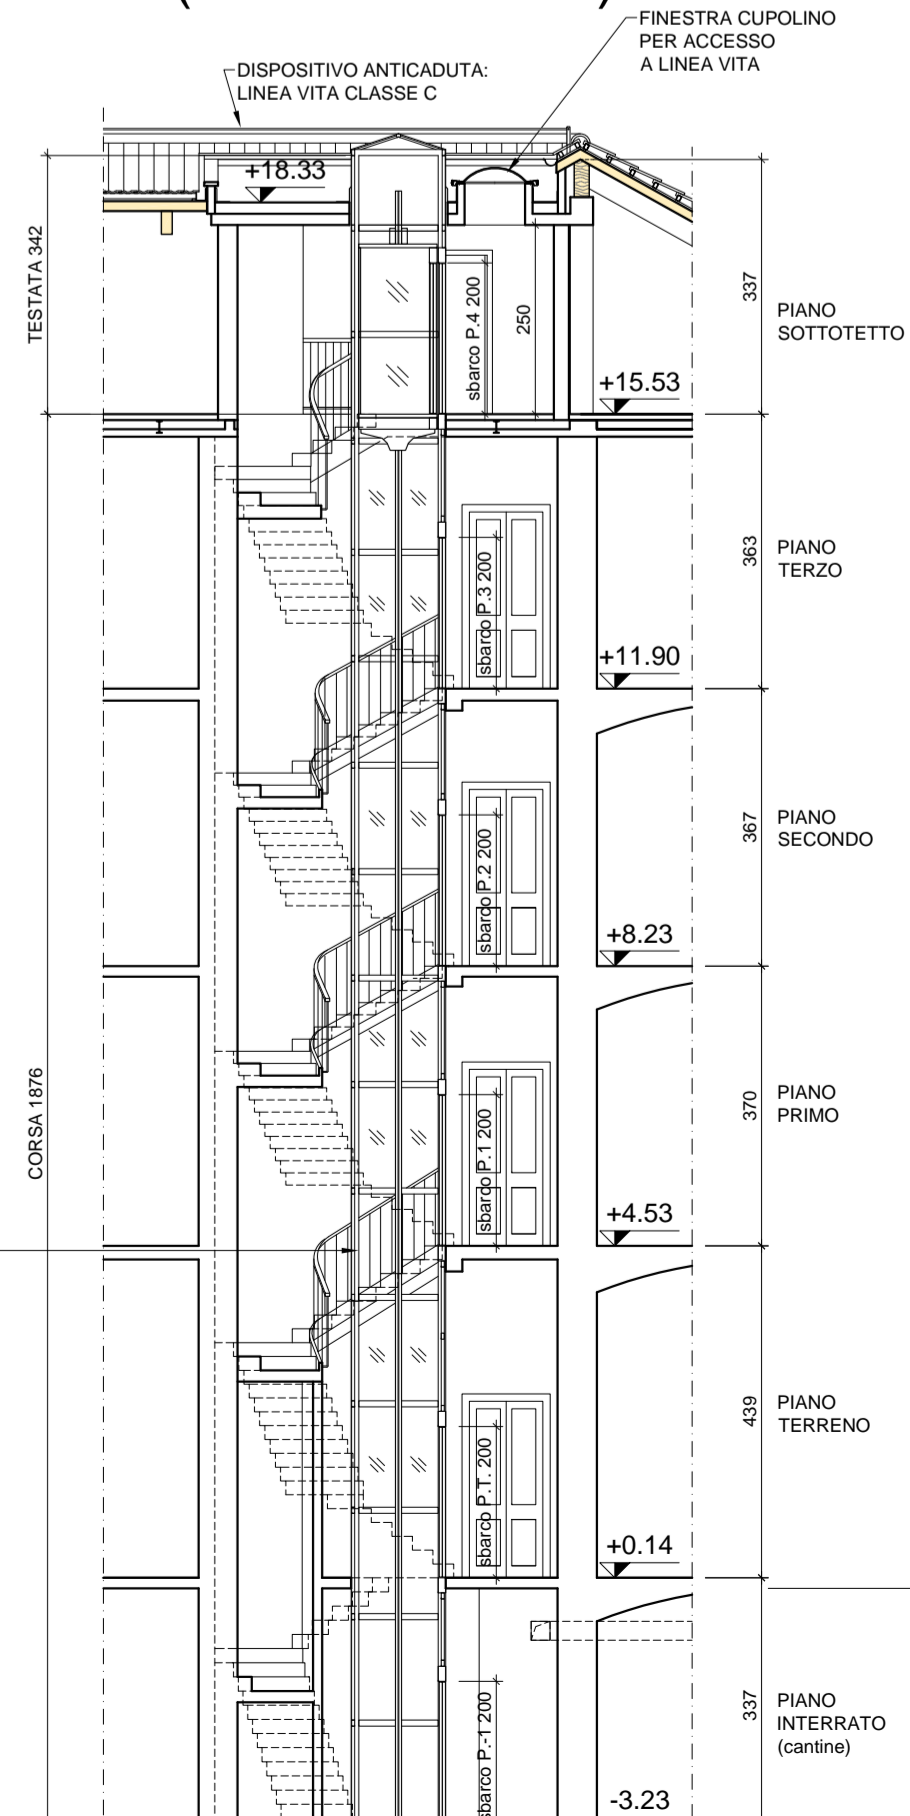 FINESTRA CUPOLINO
PER ACCESSO
A LINEA VITA
DISPOSITIVO ANTICADUTA:
LINEA VITA CLASSE C
+18.33
TESTATA 342
sbarco P.4 200
250
337
PIANO
SOTTOTETTO
+15.53
sbarco P.3 200
363
PIANO
TERZO
+11.90
sbarco P.2 200
367
PIANO
SECONDO
+8.23
CORSA 1876
sbarco P.1 200
370
PIANO
PRIMO
+4.53
sbarco P.T. 200
439
PIANO
TERRENO
+0.14
sbarco P.-1 200
337
PIANO
INTERRATO
(cantine)
-3.23